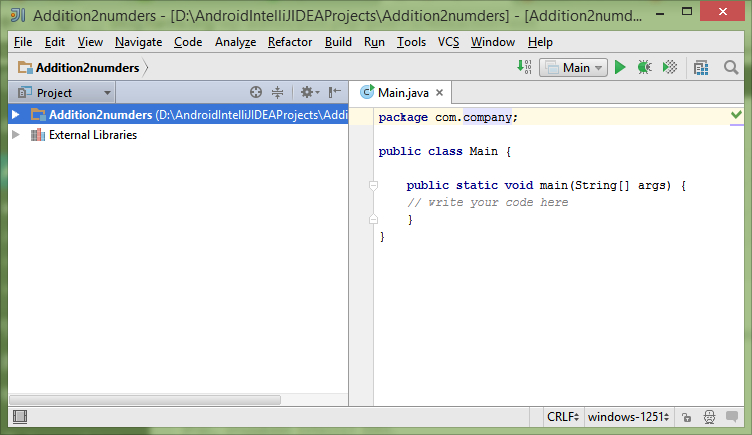 Addition2numders - [D:\AndroidIntelliJIDEAProjects\Addition2numders] - [Addition2numd...
File Edit View Navigate Code Analyze Refactor Build Run Tools VCS Window Help
Addition2numders
Main
Project
Main.java
Addition2numders (D:\AndroidIntelliJIDEAProjects\Addi
External Libraries
package com.company;
public class Main {
public static void main(String[] args) {
// write your code here
}
}
CRLF
windows-1251